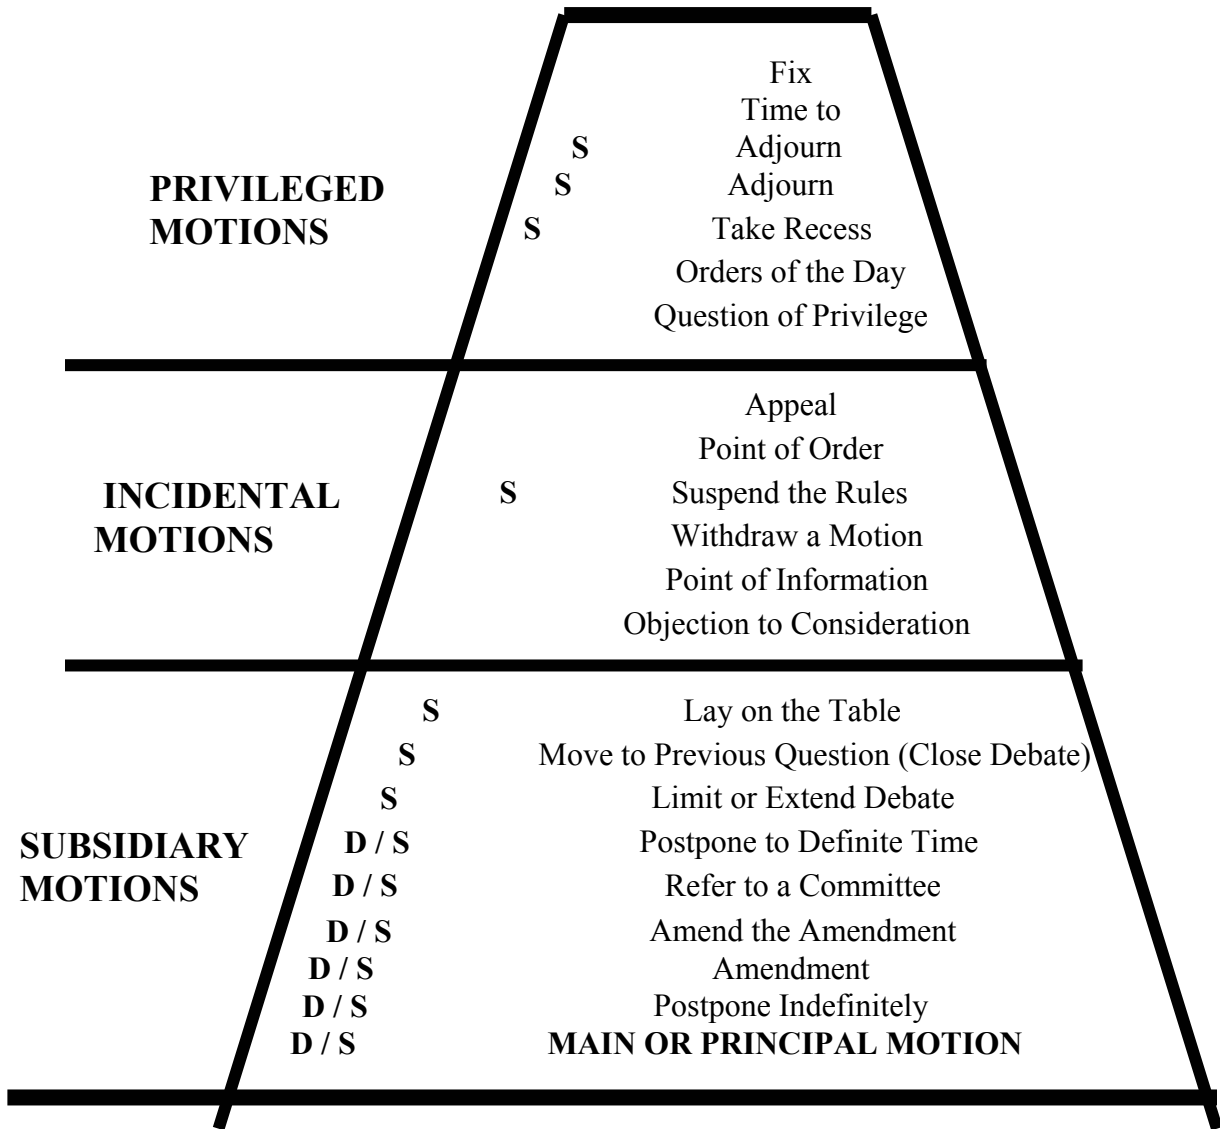 Fix
Time to
S Adjourn
PRIVILEGED
MOTIONS
S Adjourn
S Take Recess
Orders of the Day
Question of Privilege
Appeal
Point of Order
INCIDENTAL
MOTIONS
S Suspend the Rules
Withdraw a Motion
Point of Information
Objection to Consideration
S Lay on the Table
S Move to Previous Question (Close Debate)
S Limit or Extend Debate
SUBSIDIARY
MOTIONS
D / S Postpone to Definite Time
D / S Refer to a Committee
D / S Amend the Amendment
D / S Amendment
D / S Postpone Indefinitely
D / S MAIN OR PRINCIPAL MOTION